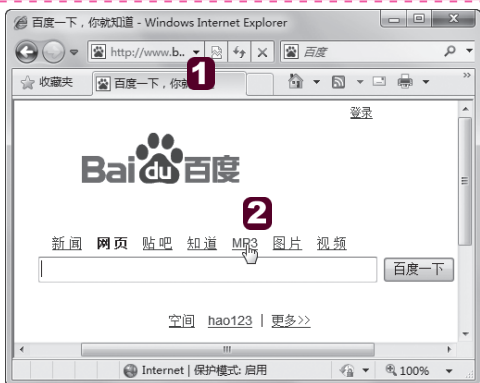 百度一下，你就知道 - Windows Internet Explorer
http://www.b.. 百度
收藏夹 百度一下，你就
1
登录
Bai du 百度
2
新闻 网页 贴吧 知道 MP3 图片 视频
百度一下
空间 hao123 | 更多>>
Internet | 保护模式: 启用 100%